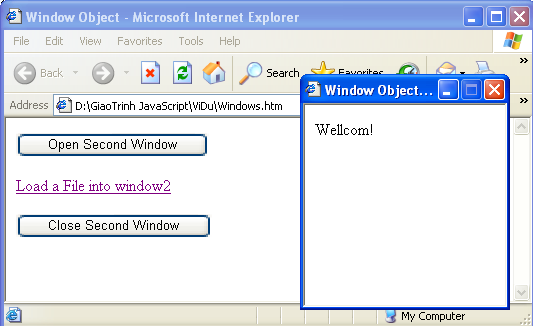 Window Object - Microsoft Internet Explorer
File Edit View Favorites Tools Help
Back Search Favorites
Address D:\GiaoTrinh JavaScript\ViDu\Windows.htm
Window Object...
Wellcom!
Open Second Window
Load a File into window2
Close Second Window
My Computer